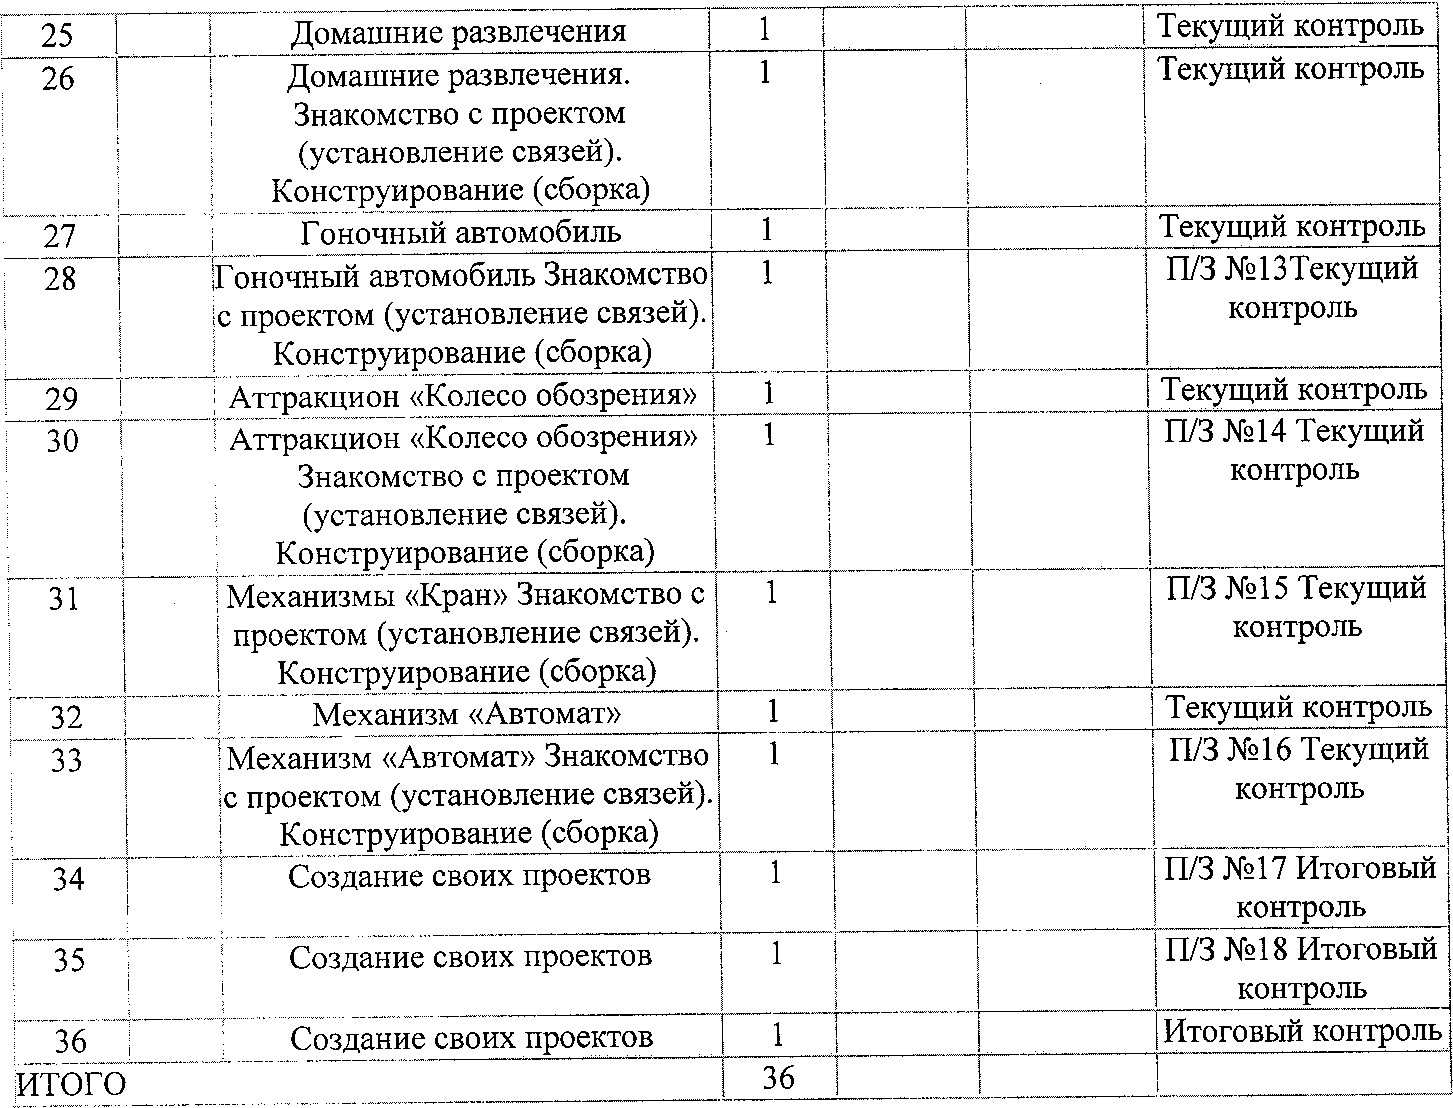 25 Домашние развлечения 1 Текущий контроль
26 Домашние развлечения. 1 Текущий контроль
Знакомство с проектом
(установление связей).
Конструирование (сборка)
27 Гоночный автомобиль 1 Текущий контроль
28 Гоночный автомобиль Знакомство 1 П/З №13Текущий
с проектом (установление связей). контроль
Конструирование (сборка)
29 Аттракцион «Колесо обозрения» 1 Текущий контроль
30 Аттракцион «Колесо обозрения» 1 П/З №14 Текущий
Знакомство с проектом контроль
(установление связей).
Конструирование (сборка)
31 Механизмы «Кран» Знакомство с 1 П/З №15 Текущий
проектом (установление связей). контроль
Конструирование (сборка)
32 Механизм «Автомат» 1 Текущий контроль
33 Механизм «Автомат» Знакомство 1 П/З №16 Текущий
с проектом (установление связей). контроль
Конструирование (сборка)
34 Создание своих проектов 1 П/З №17 Итоговый
контроль
35 Создание своих проектов 1 П/З №18 Итоговый
контроль
36 Создание своих проектов 1 Итоговый контроль
ИТОГО 36